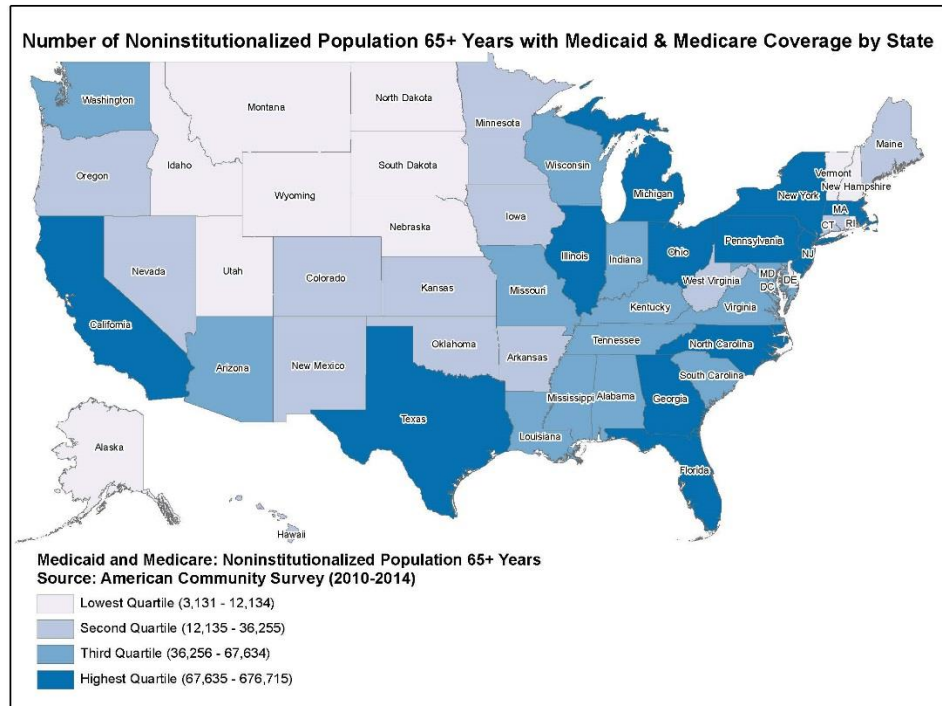 Number of Noninstitutionalized Population 65+ Years with Medicaid & Medicare Coverage by State
Washington
Montana
North Dakota
Minnesota
Maine
Oregon
Idaho
South Dakota
Wisconsin
Vermont
New Hampshire
Wyoming
Michigan
New York
MA
CT
RI
Iowa
Nebraska
Pennsylvania
NJ
Nevada
Utah
Colorado
Illinois
Indiana
Ohio
MD
DE
DC
West Virginia
Kansas
Missouri
Virginia
California
Kentucky
Tennessee
North Carolina
Oklahoma
Arkansas
Arizona
New Mexico
South Carolina
Mississippi
Alabama
Georgia
Texas
Louisiana
Alaska
Florida
Hawaii
Medicaid and Medicare: Noninstitutionalized Population 65+ Years
Source: American Community Survey (2010-2014)
Lowest Quartile (3,131 - 12,134)
Second Quartile (12,135 - 36,255)
Third Quartile (36,256 - 67,634)
Highest Quartile (67,635 - 676,715)